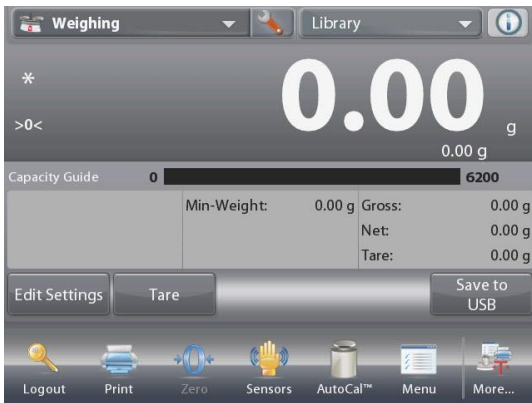 Weighing Library
*
>0<
0.00 g
0.00 g
Capacity Guide 0 6200
Min-Weight: 0.00 g Gross: 0.00 g
Net: 0.00 g
Tare: 0.00 g
Edit Settings Tare Save to USB
Logout Print Zero Sensors AutoCal™ Menu More...